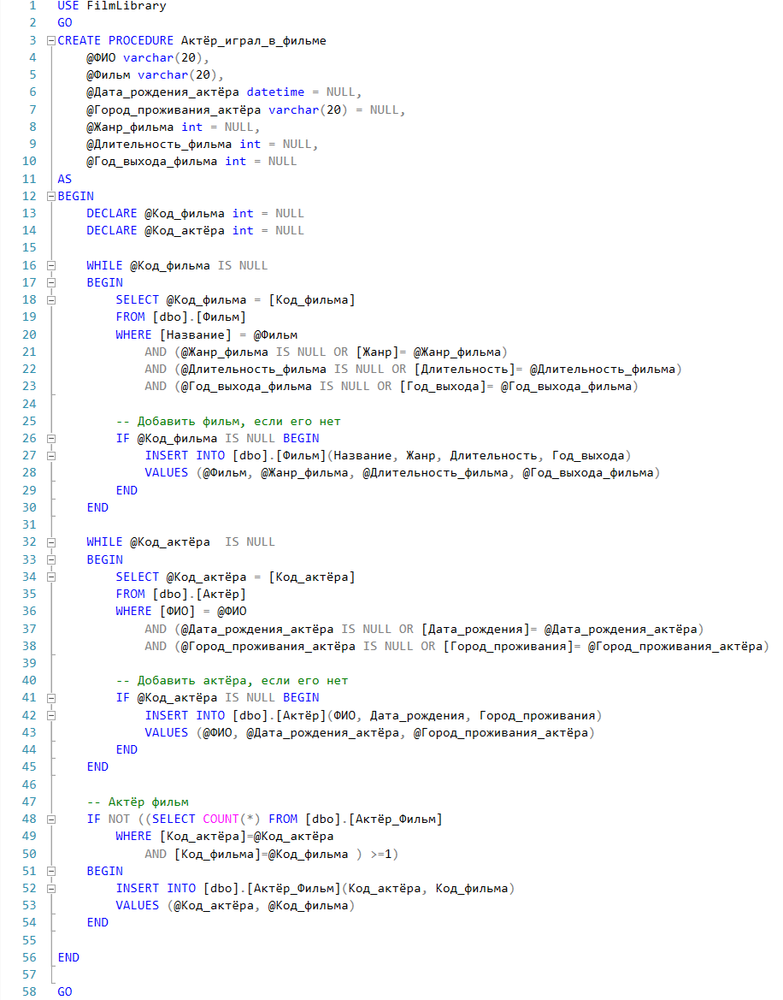 1 USE FilmLibrary
2 GO
3 CREATE PROCEDURE Актёр_играл_в_фильме
4 @ФИО varchar(20),
5 @Фильм varchar(20),
6 @Дата_рождения_актёра datetime = NULL,
7 @Город_проживания_актёра varchar(20) = NULL,
8 @Жанр_фильма int = NULL,
9 @Длительность_фильма int = NULL,
10 @Год_выхода_фильма int = NULL
11 AS
12 BEGIN
13 DECLARE @Код_фильма int = NULL
14 DECLARE @Код_актёра int = NULL
15
16 WHILE @Код_фильма IS NULL
17 BEGIN
18 SELECT @Код_фильма = [Код_фильма]
19 FROM [dbo].[Фильм]
20 WHERE [Название] = @Фильм
21 AND (@Жанр_фильма IS NULL OR [Жанр]= @Жанр_фильма)
22 AND (@Длительность_фильма IS NULL OR [Длительность]= @Длительность_фильма)
23 AND (@Год_выхода_фильма IS NULL OR [Год_выхода]= @Год_выхода_фильма)
24
25 -- Добавить фильм, если его нет
26 IF @Код_фильма IS NULL BEGIN
27 INSERT INTO [dbo].[Фильм](Название, Жанр, Длительность, Год_выхода)
28 VALUES (@Фильм, @Жанр_фильма, @Длительность_фильма, @Год_выхода_фильма)
29 END
30 END
31
32 WHILE @Код_актёра  IS NULL
33 BEGIN
34 SELECT @Код_актёра = [Код_актёра]
35 FROM [dbo].[Актёр]
36 WHERE [ФИО] = @ФИО
37 AND (@Дата_рождения_актёра IS NULL OR [Дата_рождения]= @Дата_рождения_актёра)
38 AND (@Город_проживания_актёра IS NULL OR [Город_проживания]= @Город_проживания_актёра)
39
40 -- Добавить актёра, если его нет
41 IF @Код_актёра IS NULL BEGIN
42 INSERT INTO [dbo].[Актёр](ФИО, Дата_рождения, Город_проживания)
43 VALUES (@ФИО, @Дата_рождения_актёра, @Город_проживания_актёра)
44 END
45 END
46
47 -- Актёр фильм
48 IF NOT ((SELECT COUNT(*) FROM [dbo].[Актёр_Фильм]
49 WHERE [Код_актёра]=@Код_актёра
50 AND [Код_фильма]=@Код_фильма ) >=1)
51 BEGIN
52 INSERT INTO [dbo].[Актёр_Фильм](Код_актёра, Код_фильма)
53 VALUES (@Код_актёра, @Код_фильма)
54 END
55
56 END
57
58 GO